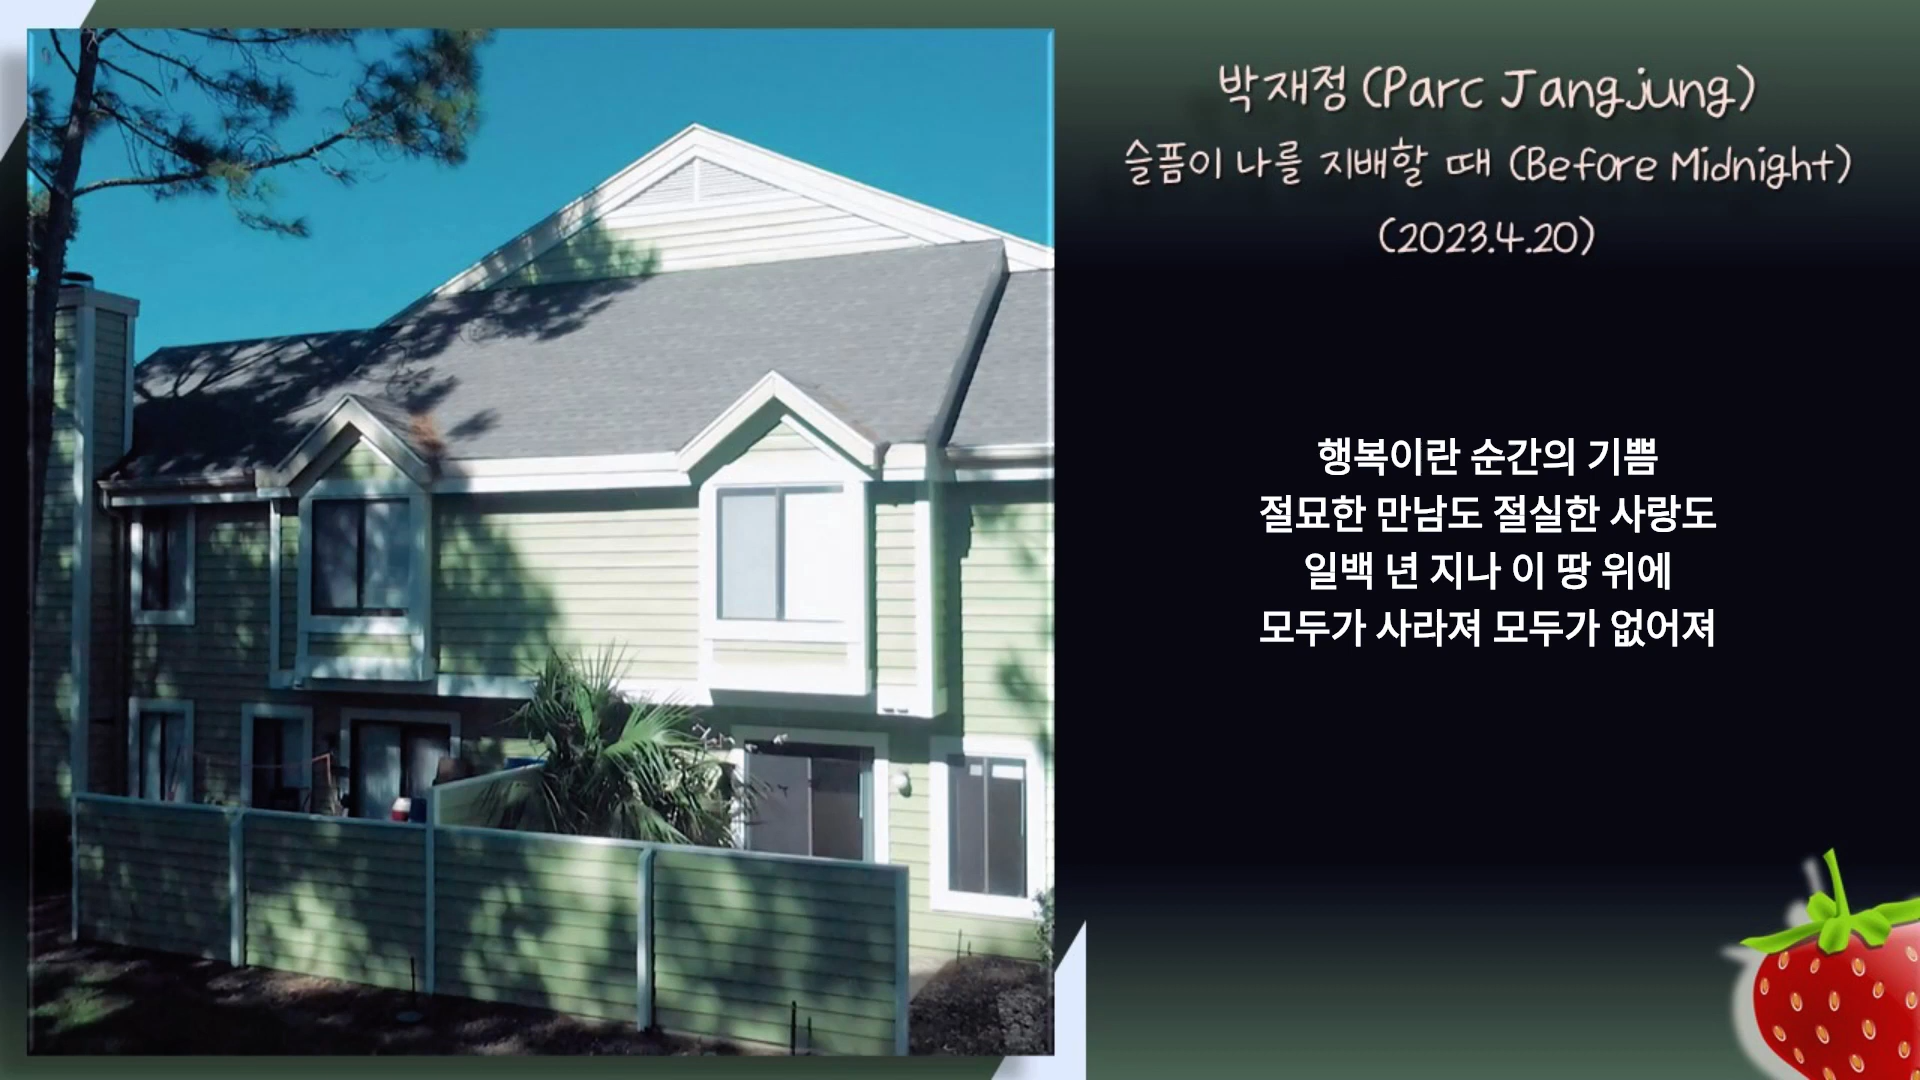 박재정 (Parc Jangjung)
슬픔이 나를 지배할 때 (Before Midnight)
(2023.4.20)
행복이란 순간의 기쁨
절묘한 만남도 절실한 사랑도
일백 년 지나 이 땅 위에
모두가 사라져 모두가 없어져